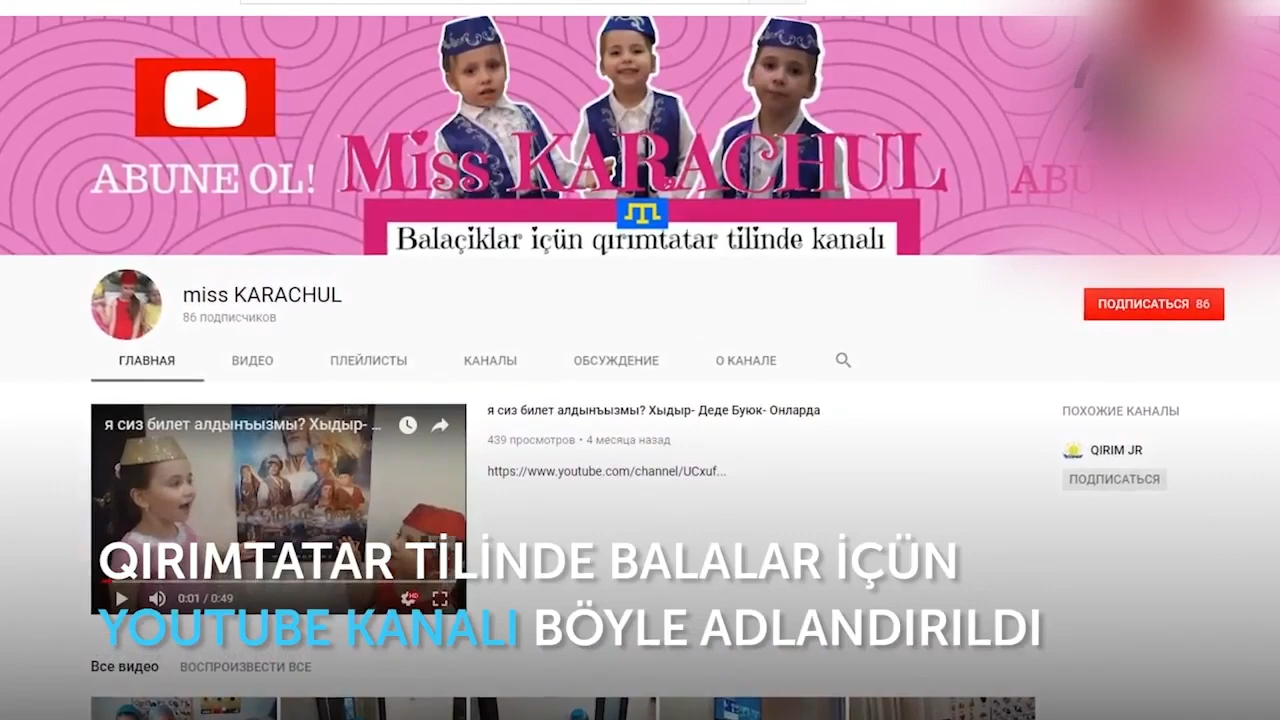 ABUNE OL!
Miss KARACHUL
ABU
Balaçiklar içün qırımtatar tilinde kanalı
miss KARACHUL
86 подписчиков
ПОДПИСАТЬСЯ 86
ГЛАВНАЯ ВИДЕО ПЛЕЙЛИСТЫ КАНАЛЫ ОБСУЖДЕНИЕ О КАНАЛЕ
я сиз билет алдынъызмы? Хыдыр- ...
я сиз билет алдынъызмы? Хыдыр- Деде Буюк- Онларда
439 просмотров • 4 месяца назад
https://www.youtube.com/channel/UCxuf...
ПОХОЖИЕ КАНАЛЫ
QIRIM JR
ПОДПИСАТЬСЯ
QIRIMTATAR TİLİNDE BALALAR İÇÜN
0:01 / 0:49
HD
YOUTUBE KANALI BÖYLE ADLANDIRILDI
Все видео ВОСПРОИЗВЕСТИ ВСЕ